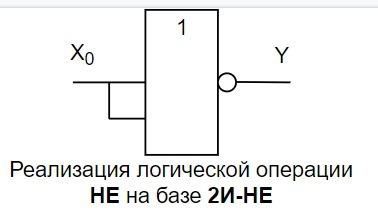 1
X₀
Y
Реализация логической операции
НЕ на базе 2И-НЕ